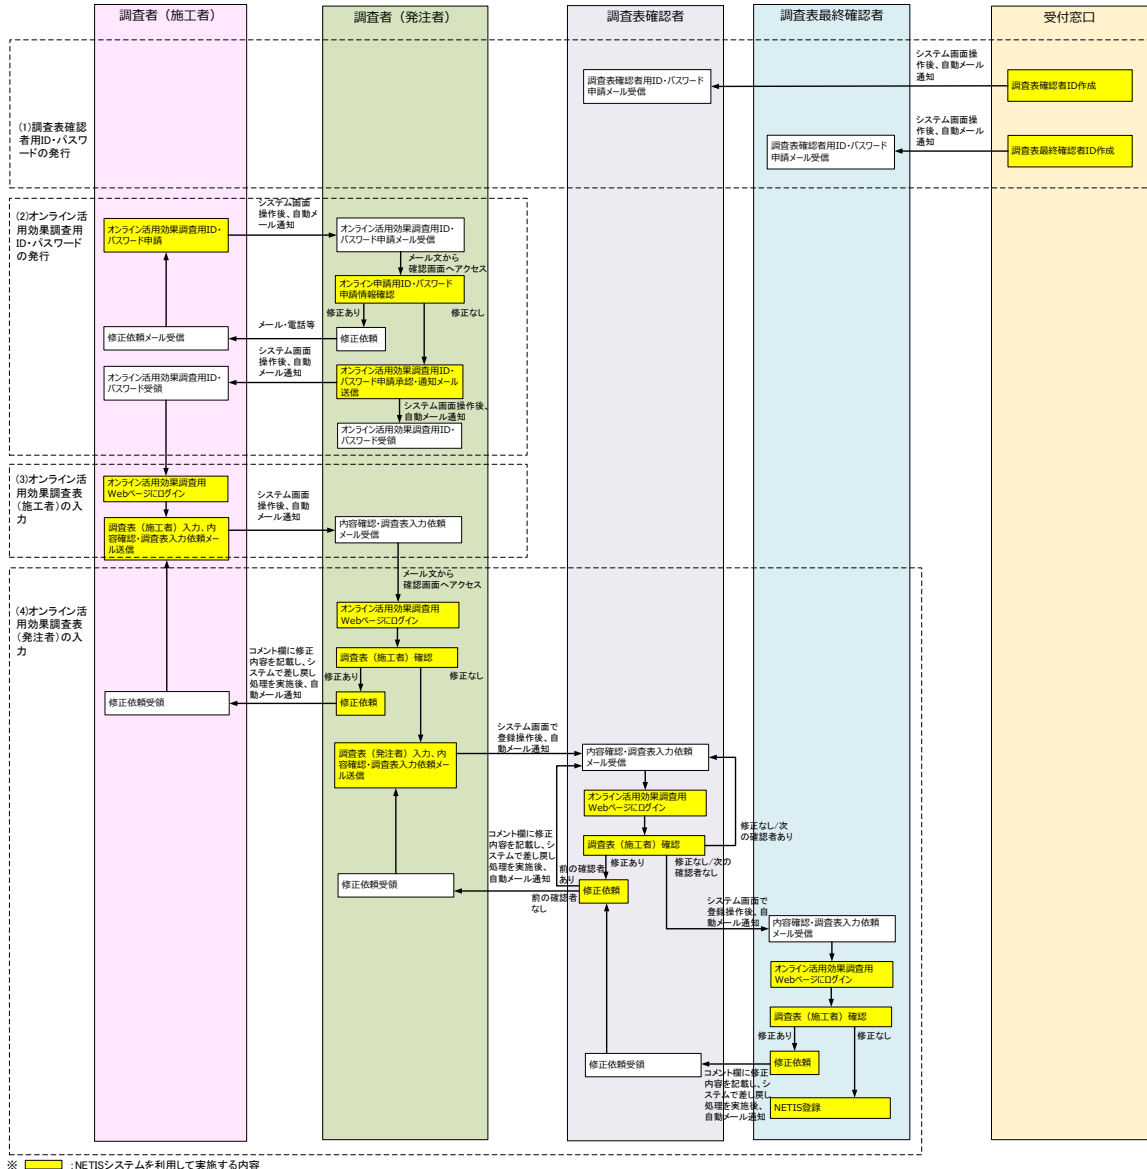 調査者（施工者）
調査者（発注者）
調査表確認者
調査表最終確認者
受付窓口
(1)調査表確認
者用ID・パスワ
ードの発行
調査表確認者用ID・パスワード
申請メール受信
システム画面操
作後、自動メール
通知
調査表確認者ID作成
調査表確認者用ID・パスワード
申請メール受信
システム画面操
作後、自動メール
通知
調査表最終確認者ID作成
(2)オンライン活
用効果調査用
ID・パスワード
の発行
オンライン活用効果調査用ID・
パスワード申請
システム画面
操作後、自動メ
ール通知
オンライン活用効果調査用ID・
パスワード申請メール受信
メール文から
確認画面へアクセス
オンライン申請用ID・パスワード
申請情報確認
修正あり
修正なし
修正依頼メール受信
メール・電話等
修正依頼
オンライン活用効果調査用ID・
パスワード受領
システム画面
操作後、自動
メール通知
オンライン活用効果調査用ID・
パスワード申請承認・通知メール
送信
システム画面操作後、
自動メール通知
オンライン活用効果調査用ID・
パスワード受領
(3)オンライン活
用効果調査表
（施工者）の入
力
オンライン活用効果調査用
Webページにログイン
調査表（施工者）入力、内
容確認・調査表入力依頼メー
ル送信
システム画面
操作後、自動
メール通知
内容確認・調査表入力依頼
メール受信
(4)オンライン活
用効果調査表
（発注者）の入
力
メール文から
確認画面へアクセス
オンライン活用効果調査用
Webページにログイン
調査表（施工者）確認
修正あり
修正なし
修正依頼受領
コメント欄に修正
内容を記載し、シ
ステムで差し戻し
処理を実施後、自
動メール通知
修正依頼
調査表（発注者）入力、内
容確認・調査表入力依頼メー
ル送信
システム画面で
登録操作後、自
動メール通知
内容確認・調査表入力依頼
メール受信
オンライン活用効果調査用
Webページにログイン
調査表（施工者）確認
修正なし/次
の確認者あり
修正あり
修正なし/次の
確認者なし
コメント欄に修正
内容を記載し、シ
ステムで差し戻し
処理を実施後、
自動メール通知
前の確認者
あり
前の確認者
なし
修正依頼
修正依頼受領
システム画面で
登録操作後、自
動メール通知
内容確認・調査表入力依頼
メール受信
オンライン活用効果調査用
Webページにログイン
調査表（施工者）確認
修正あり
修正なし
修正依頼
修正依頼受領
コメント欄に修正
内容を記載し、シ
ステムで差し戻し
処理を実施後、
自動メール通知
NETIS登録
※
:NETISシステムを利用して実施する内容